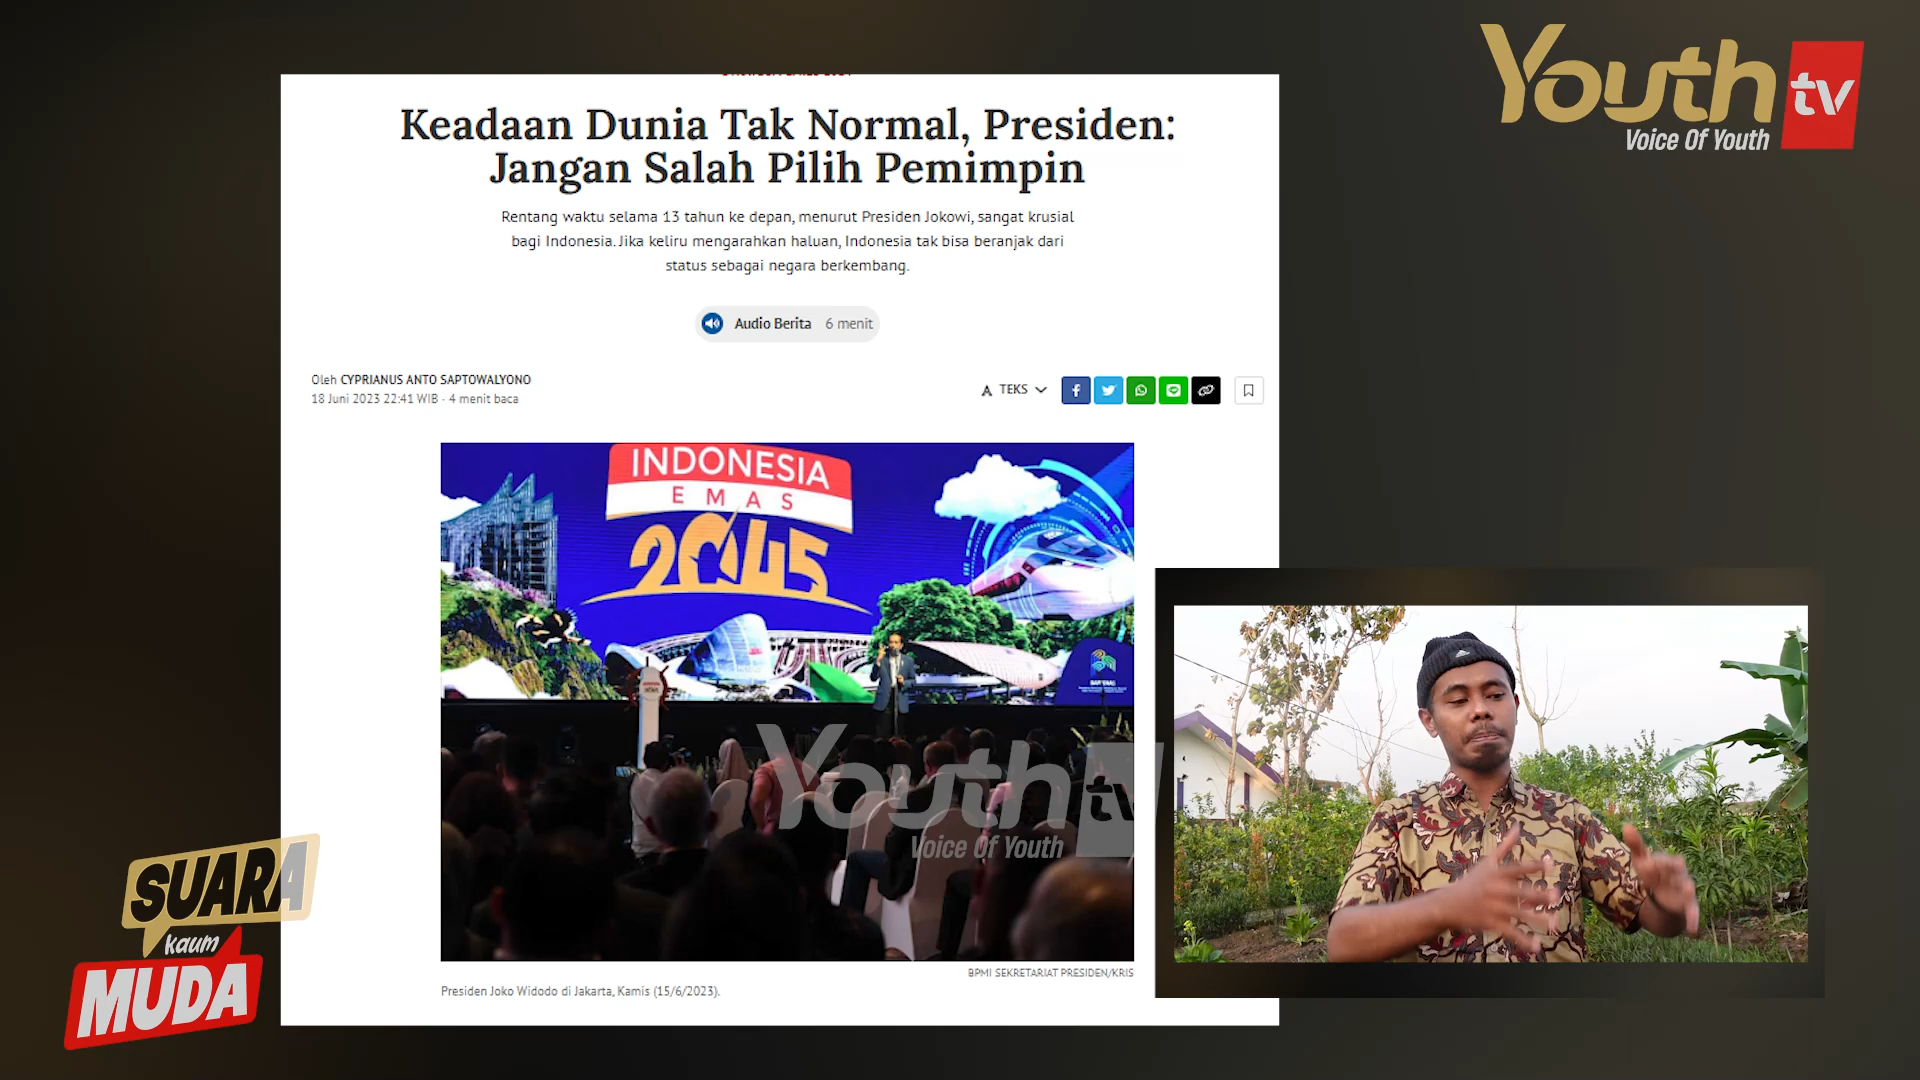 Youth tv
Voice Of Youth
Keadaan Dunia Tak Normal, Presiden:
Jangan Salah Pilih Pemimpin
Rentang waktu selama 13 tahun ke depan, menurut Presiden Jokowi, sangat krusial
bagi Indonesia. Jika keliru mengarahkan haluan, Indonesia tak bisa beranjak dari
status sebagai negara berkembang.
Audio Berita 6 menit
Oleh CYPRIANUS ANTO SAPTOWALYONO
18 Juni 2023 22:41 WIB · 4 menit baca
A TEKS
INDONESIA
EMAS
2045
Youth tv
Voice Of Youth
BPMI SEKRETARIAT PRESIDEN/KRIS
Presiden Joko Widodo di Jakarta, Kamis (15/6/2023).
SUARA
kaum
MUDA